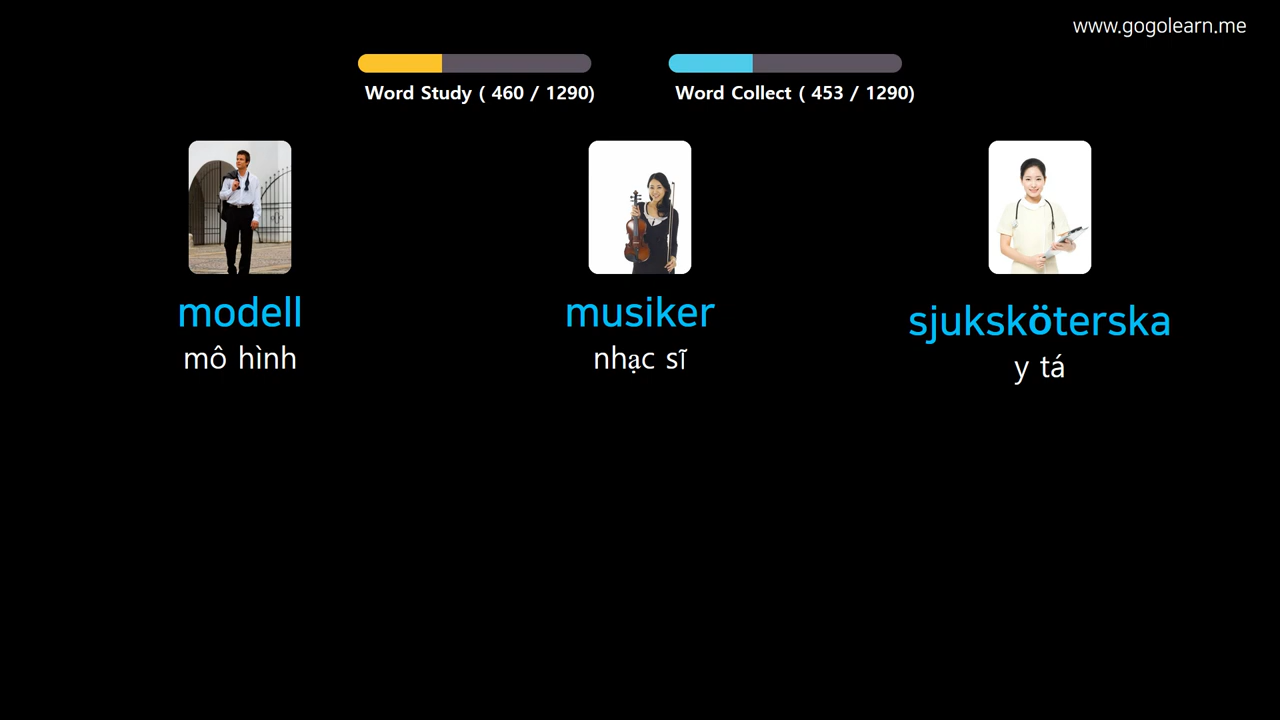 www.gogolearn.me
Word Study ( 460 / 1290)
Word Collect ( 453 / 1290)
modell
mô hình
musiker
nhạc sĩ
sjuksköterska
y tá